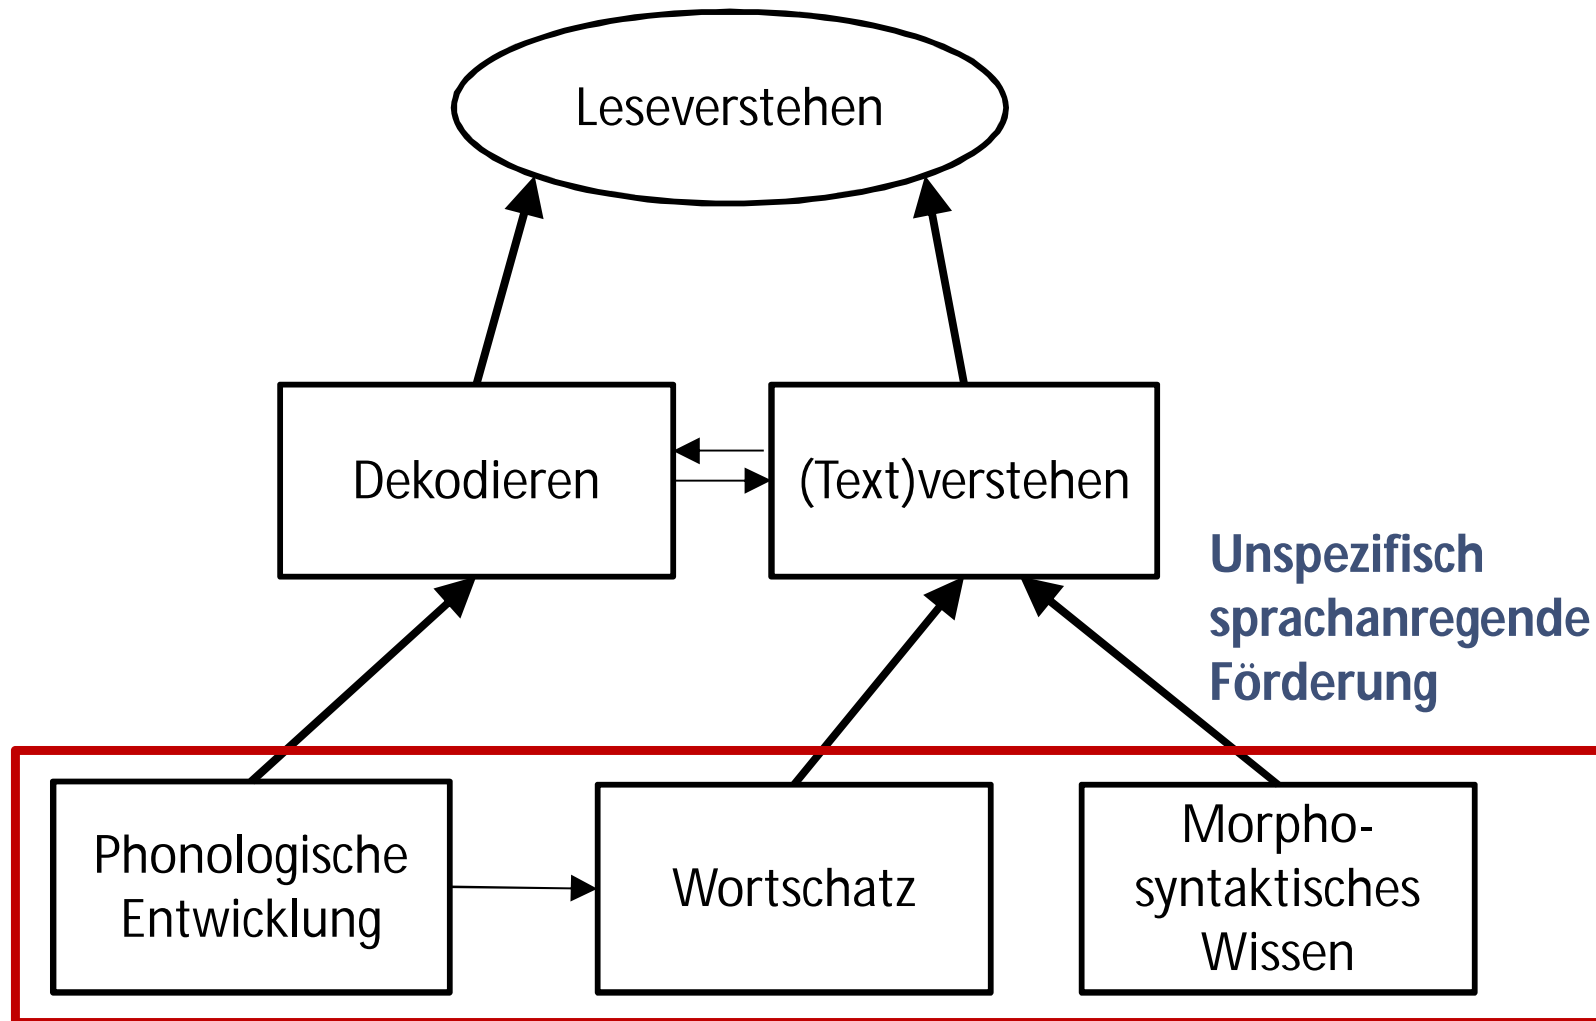 Leseverstehen
Dekodieren
(Text)verstehen
Unspezifisch
sprachanregende
Förderung
Phonologische
Entwicklung
Wortschatz
Morpho-
syntaktisches
Wissen